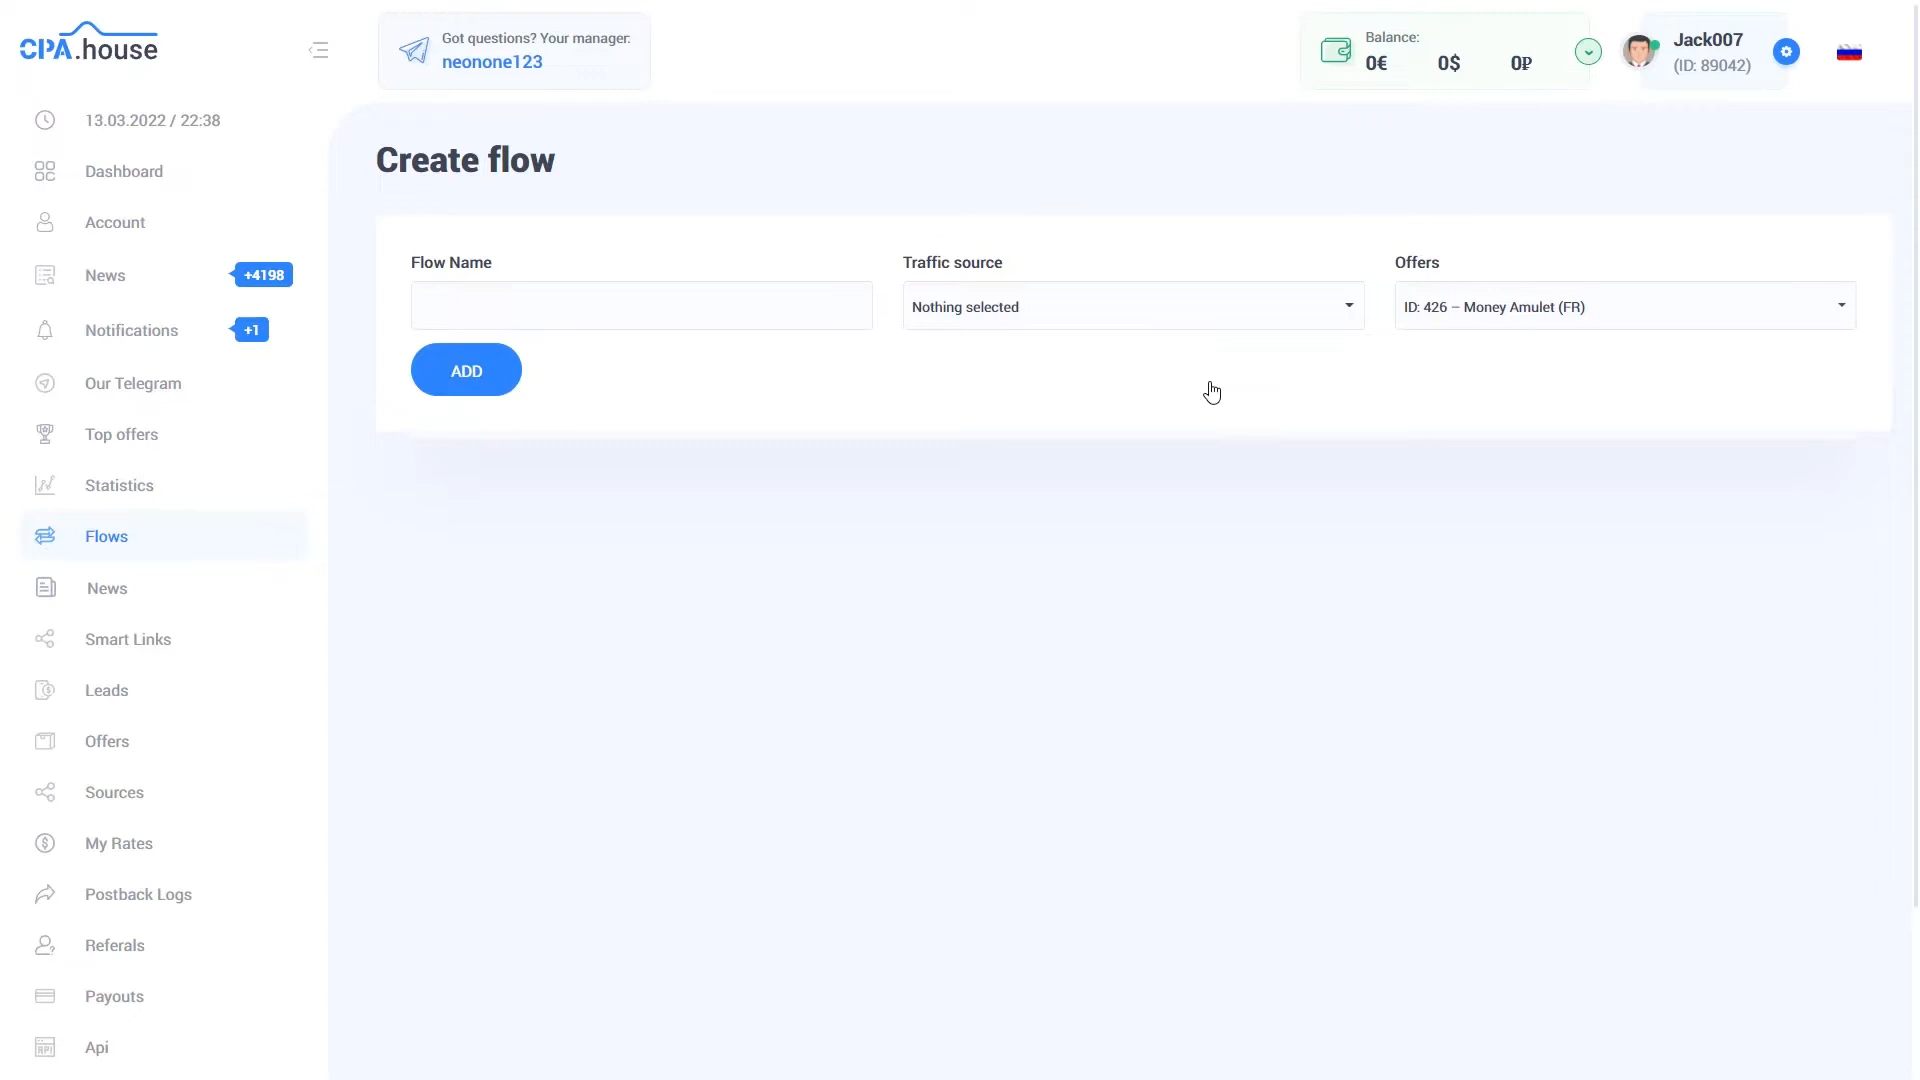 CPA.house
Got questions? Your manager:
neonone123
Balance:
0€ 0$ 0₽
Jack007
(ID: 89042)
13.03.2022 / 22:38
Dashboard
Account
News +4198
Notifications +1
Our Telegram
Top offers
Statistics
Flows
News
Smart Links
Leads
Offers
Sources
My Rates
Postback Logs
Referals
Payouts
API Api
Create flow
Flow Name
Traffic source
Nothing selected
Offers
ID: 426 – Money Amulet (FR)
ADD